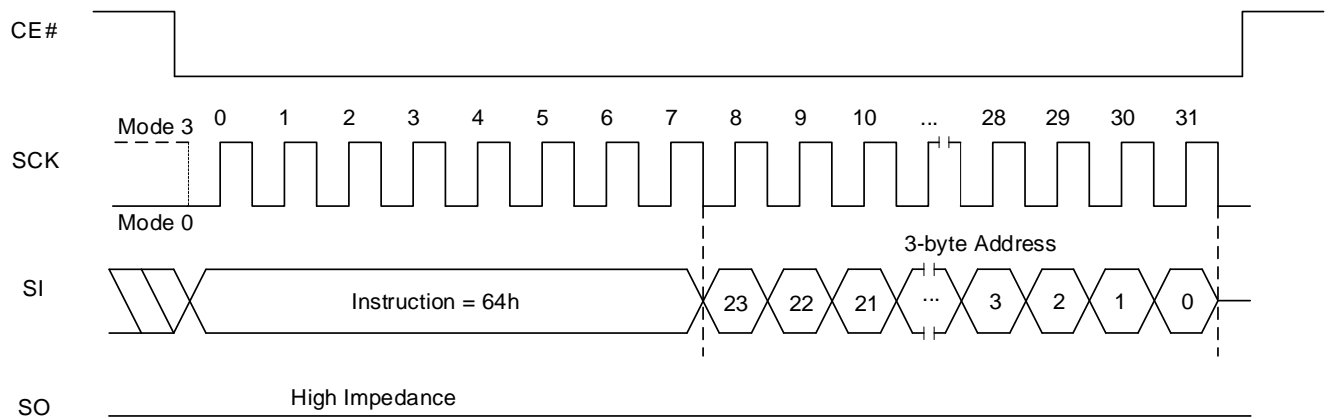 CE#
0 1 2 3 4 5 6 7 8 9 10 ... 28 29 30 31
Mode 3
SCK
Mode 0
3-byte Address
SI
Instruction = 64h
23 22 21 ... 3 2 1 0
High Impedance
SO